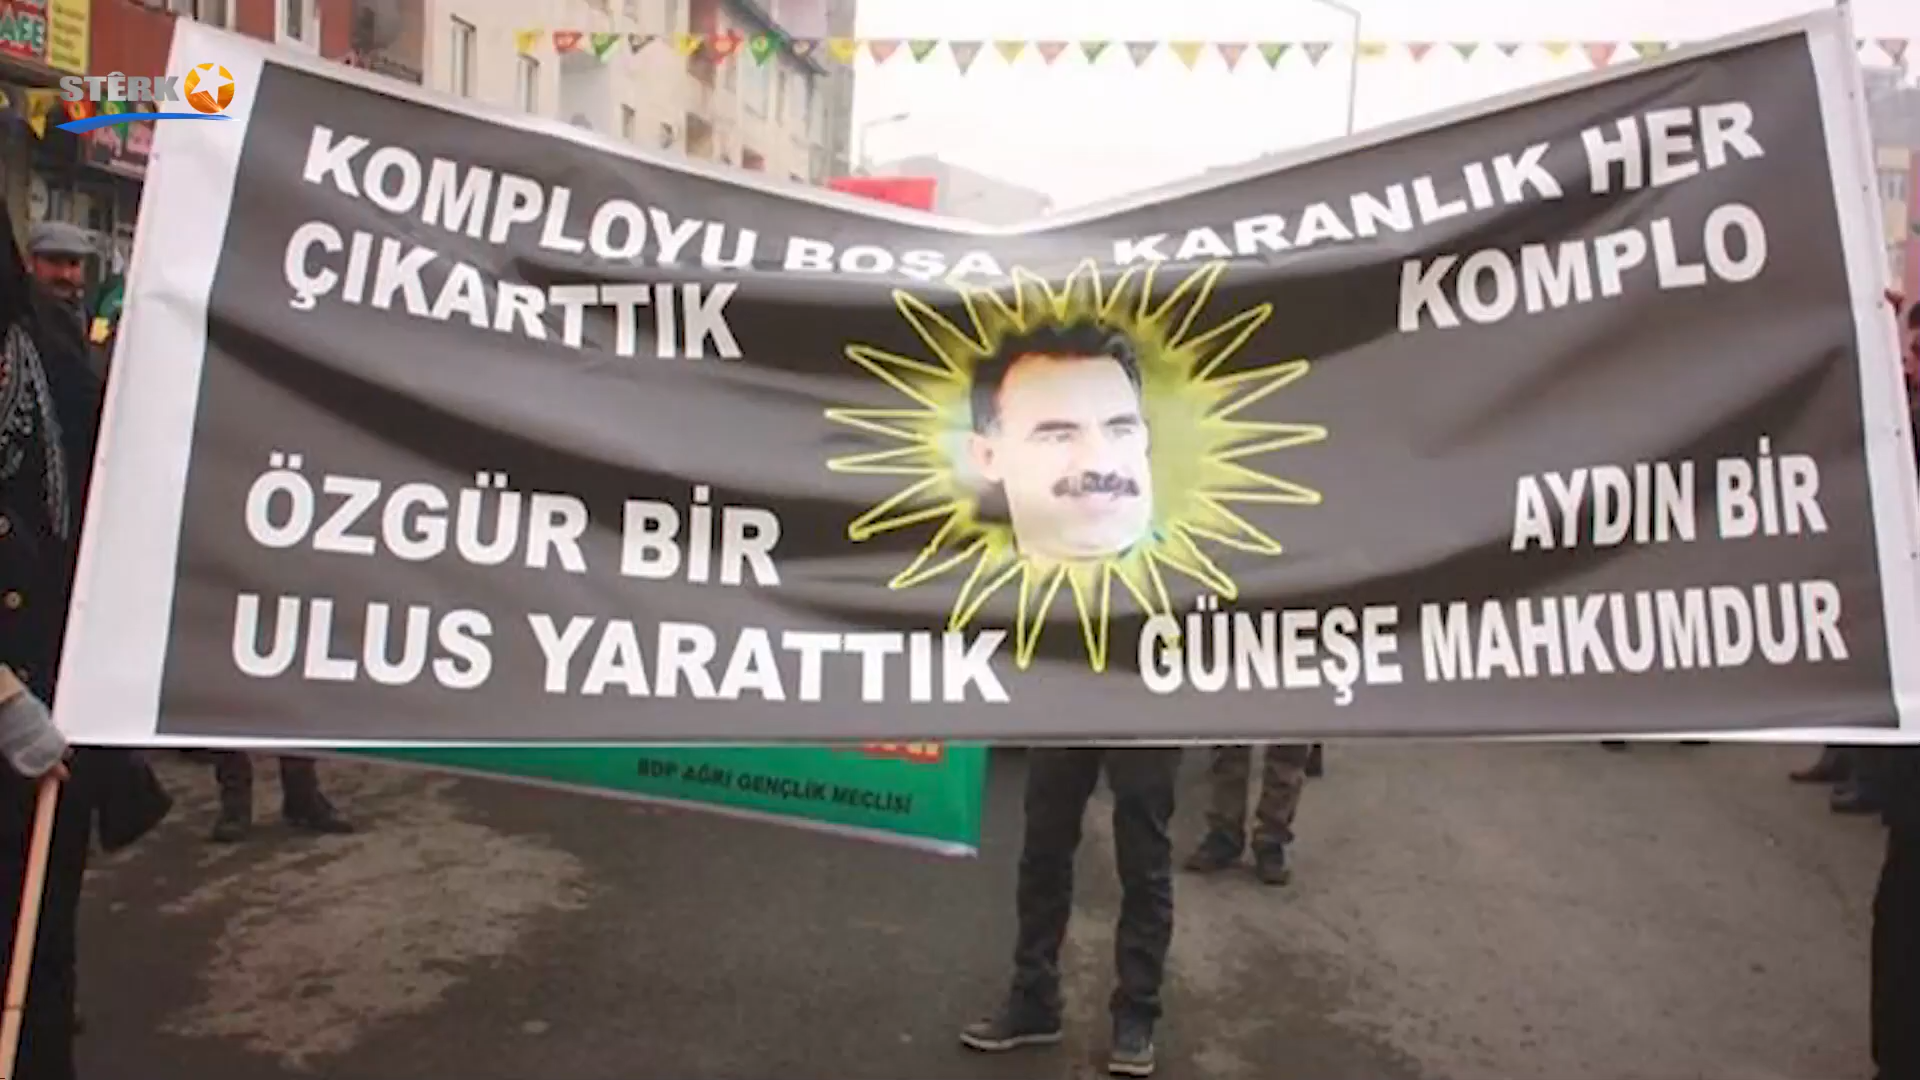 STÊRK
KOMPLOYU BOŞA
ÇIKARTTIK
ÖZGÜR BİR
ULUS YARATTIK
KARANLIK HER
KOMPLO
AYDIN BİR
GÜNEŞE MAHKUMDUR
BDP AĞRI GENÇLİK MECLİSİ